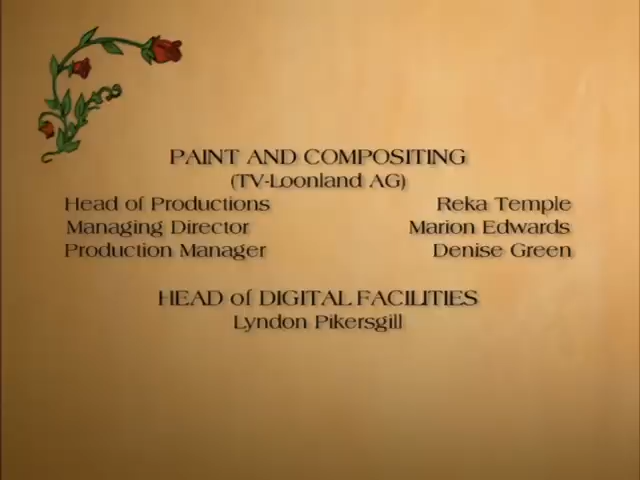 PAINT AND COMPOSITING
(TV-Loonland AG)
Head of Productions Reka Temple
Managing Director Marion Edwards
Production Manager Denise Green
HEAD of DIGITAL FACILITIES
Lyndon Pikersgill